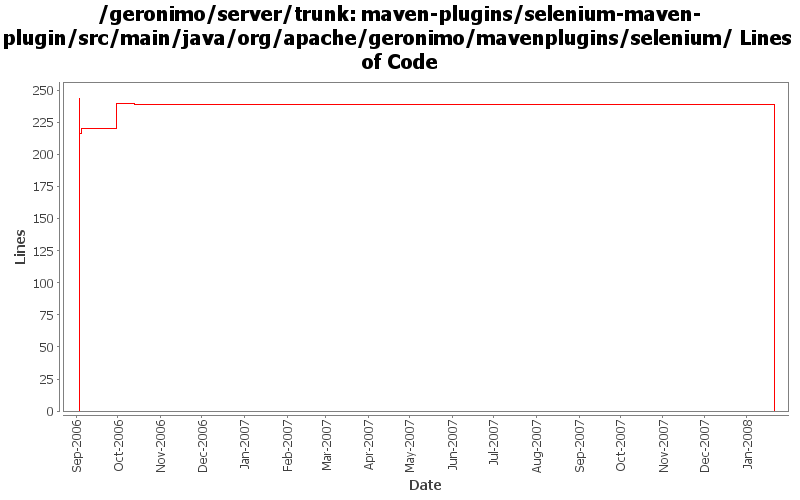 /geronimo/server/trunk: maven-plugins/selenium-maven-
plugin/src/main/java/org/apache/geronimo/mavenplugins/selenium/ Lines
of Code
250
225
200
175
150
125
100
75
50
25
0
Lines
Sep-2006
Oct-2006
Nov-2006
Dec-2006
Jan-2007
Feb-2007
Mar-2007
Apr-2007
May-2007
Jun-2007
Jul-2007
Aug-2007
Sep-2007
Oct-2007
Nov-2007
Dec-2007
Jan-2008
Date